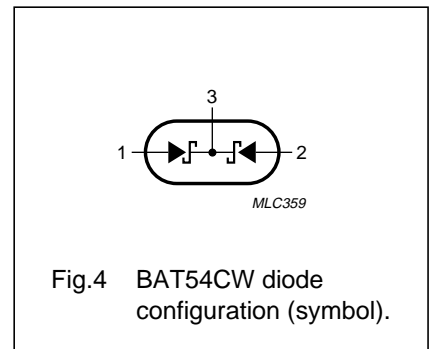 3
1
2
MLC359
Fig.4 BAT54CW diode
configuration (symbol).